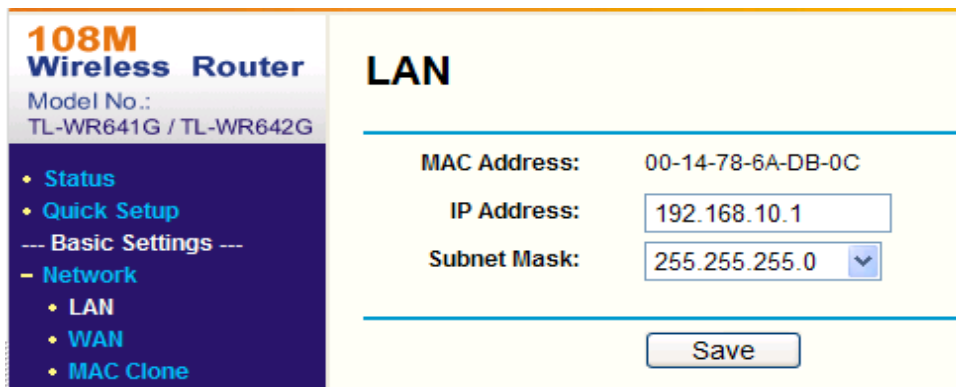 108M
Wireless Router
Model No.:
TL-WR641G / TL-WR642G
• Status
• Quick Setup
--- Basic Settings ---
– Network
• LAN
• WAN
• MAC Clone
LAN
MAC Address: 00-14-78-6A-DB-0C
IP Address: 192.168.10.1
Subnet Mask: 255.255.255.0
Save